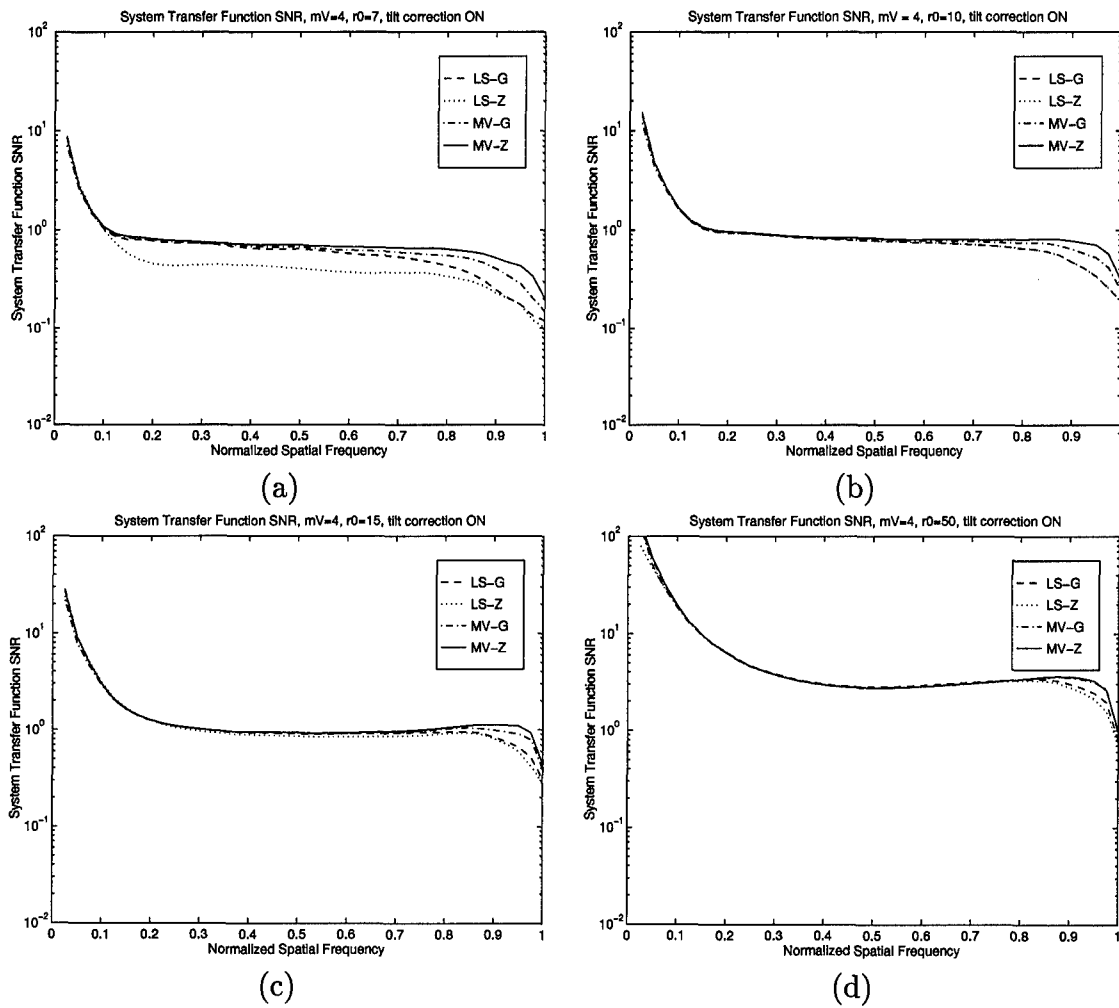 System Transfer Function SNR, mV=4, r0=7, tilt correction ON
10^2
10^1
10^0
10^-1
10^-2
System Transfer Function SNR
LS-G
LS-Z
MV-G
MV-Z
0 0.1 0.2 0.3 0.4 0.5 0.6 0.7 0.8 0.9 1
Normalized Spatial Frequency
(a)
System Transfer Function SNR, mV = 4, r0=10, tilt correction ON
10^2
10^1
10^0
10^-1
10^-2
System Transfer Function SNR
LS-G
LS-Z
MV-G
MV-Z
0 0.1 0.2 0.3 0.4 0.5 0.6 0.7 0.8 0.9 1
Normalized Spatial Frequency
(b)
System Transfer Function SNR, mV=4, r0=15, tilt correction ON
10^2
10^1
10^0
10^-1
10^-2
System Transfer Function SNR
LS-G
LS-Z
MV-G
MV-Z
0 0.1 0.2 0.3 0.4 0.5 0.6 0.7 0.8 0.9 1
Normalized Spatial Frequency
(c)
System Transfer Function SNR, mV=4, r0=50, tilt correction ON
10^2
10^1
10^0
10^-1
10^-2
System Transfer Function SNR
LS-G
LS-Z
MV-G
MV-Z
0 0.1 0.2 0.3 0.4 0.5 0.6 0.7 0.8 0.9 1
Normalized Spatial Frequency
(d)